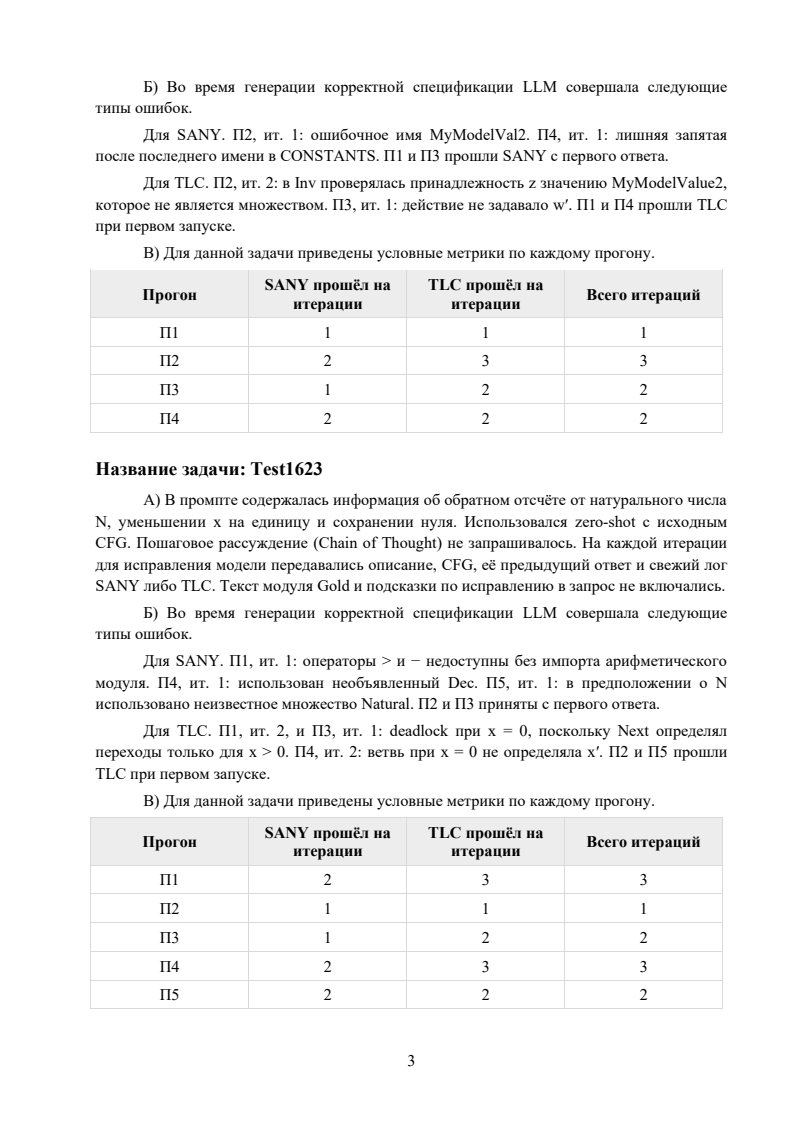 Б) Во время генерации корректной спецификации LLM совершала следующие
типы ошибок.
Для SANY. П2, ит. 1: ошибочное имя MyModelVal2. П4, ит. 1: лишняя запятая
после последнего имени в CONSTANTS. П1 и П3 прошли SANY с первого ответа.
Для TLC. П2, ит. 2: в Inv проверялась принадлежность z значению MyModelValue2,
которое не является множеством. П3, ит. 1: действие не задавало w′. П1 и П4 прошли TLC
при первом запуске.
В) Для данной задачи приведены условные метрики по каждому прогону.
Прогон SANY прошёл на итерации TLC прошёл на итерации Всего итераций
П1 1 1 1
П2 2 3 3
П3 1 2 2
П4 2 2 2
Название задачи: Test1623
А) В промпте содержалась информация об обратном отсчёте от натурального числа
N, уменьшении x на единицу и сохранении нуля. Использовался zero-shot с исходным
CFG. Пошаговое рассуждение (Chain of Thought) не запрашивалось. На каждой итерации
для исправления модели передавались описание, CFG, её предыдущий ответ и свежий лог
SANY либо TLC. Текст модуля Gold и подсказки по исправлению в запрос не включались.
Б) Во время генерации корректной спецификации LLM совершала следующие
типы ошибок.
Для SANY. П1, ит. 1: операторы > и − недоступны без импорта арифметического
модуля. П4, ит. 1: использован необъявленный Dec. П5, ит. 1: в предположении о N
использовано неизвестное множество Natural. П2 и П3 приняты с первого ответа.
Для TLC. П1, ит. 2, и П3, ит. 1: deadlock при x = 0, поскольку Next определял
переходы только для x > 0. П4, ит. 2: ветвь при x = 0 не определяла x′. П2 и П5 прошли
TLC при первом запуске.
В) Для данной задачи приведены условные метрики по каждому прогону.
Прогон SANY прошёл на итерации TLC прошёл на итерации Всего итераций
П1 2 3 3
П2 1 1 1
П3 1 2 2
П4 2 3 3
П5 2 2 2
3